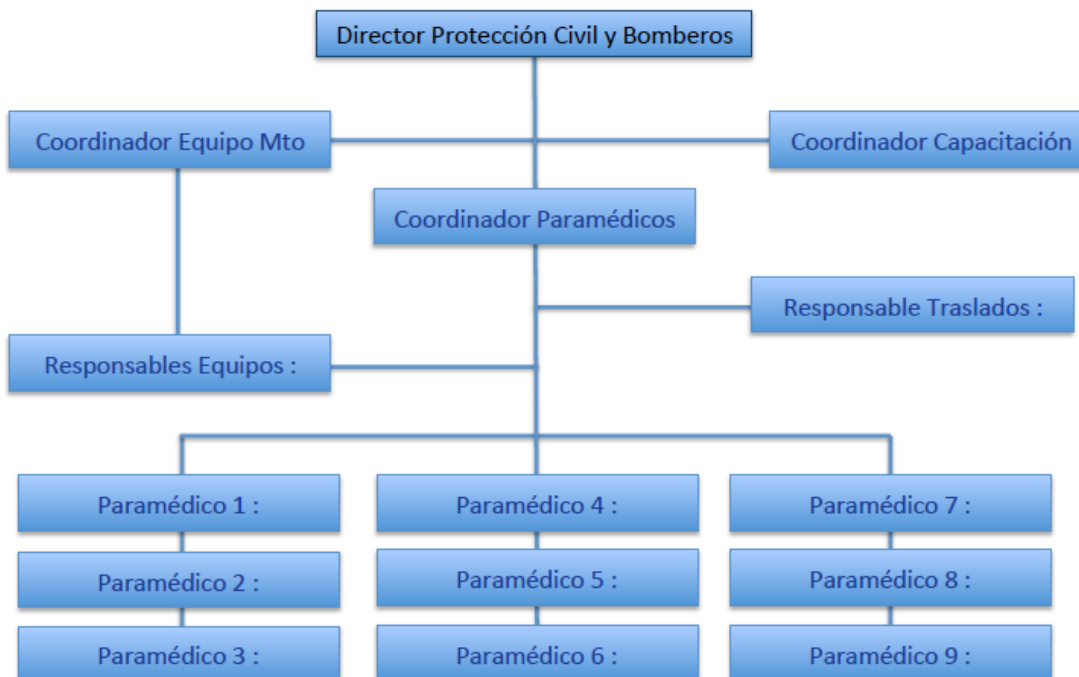 Director Protección Civil y Bomberos
Coordinador Equipo Mto
Coordinador Capacitación
Coordinador Paramédicos
Responsable Traslados :
Responsables Equipos :
Paramédico 1 :
Paramédico 4 :
Paramédico 7 :
Paramédico 2 :
Paramédico 5 :
Paramédico 8 :
Paramédico 3 :
Paramédico 6 :
Paramédico 9 :